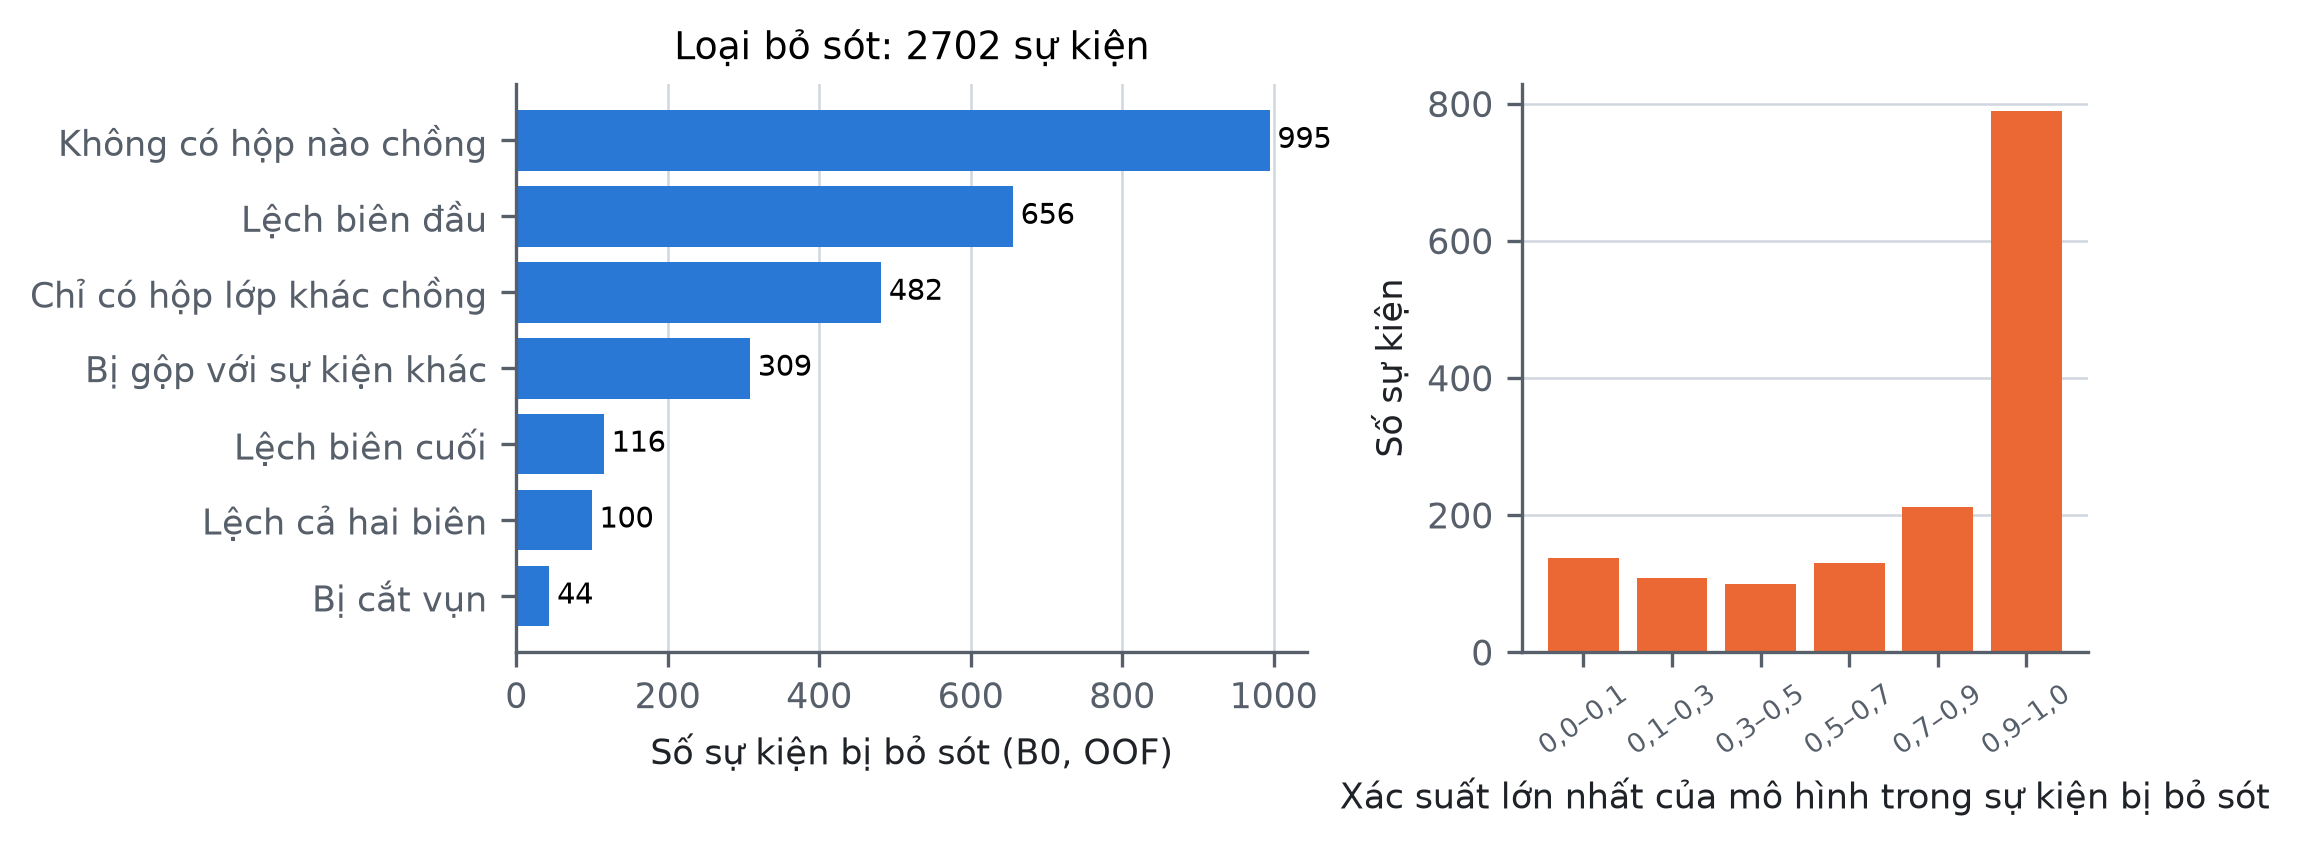 Loại bỏ sót: 2702 sự kiện
Không có hộp nào chồng
995
Lệch biên đầu
656
Chỉ có hộp lớp khác chồng
482
Bị gộp với sự kiện khác
309
Lệch biên cuối
116
Lệch cả hai biên
100
Bị cắt vụn
44
0 200 400 600 800 1000
Số sự kiện bị bỏ sót (B0, OOF)
Số sự kiện
800
600
400
200
0
0,0–0,1 0,1–0,3 0,3–0,5 0,5–0,7 0,7–0,9 0,9–1,0
Xác suất lớn nhất của mô hình trong sự kiện bị bỏ sót